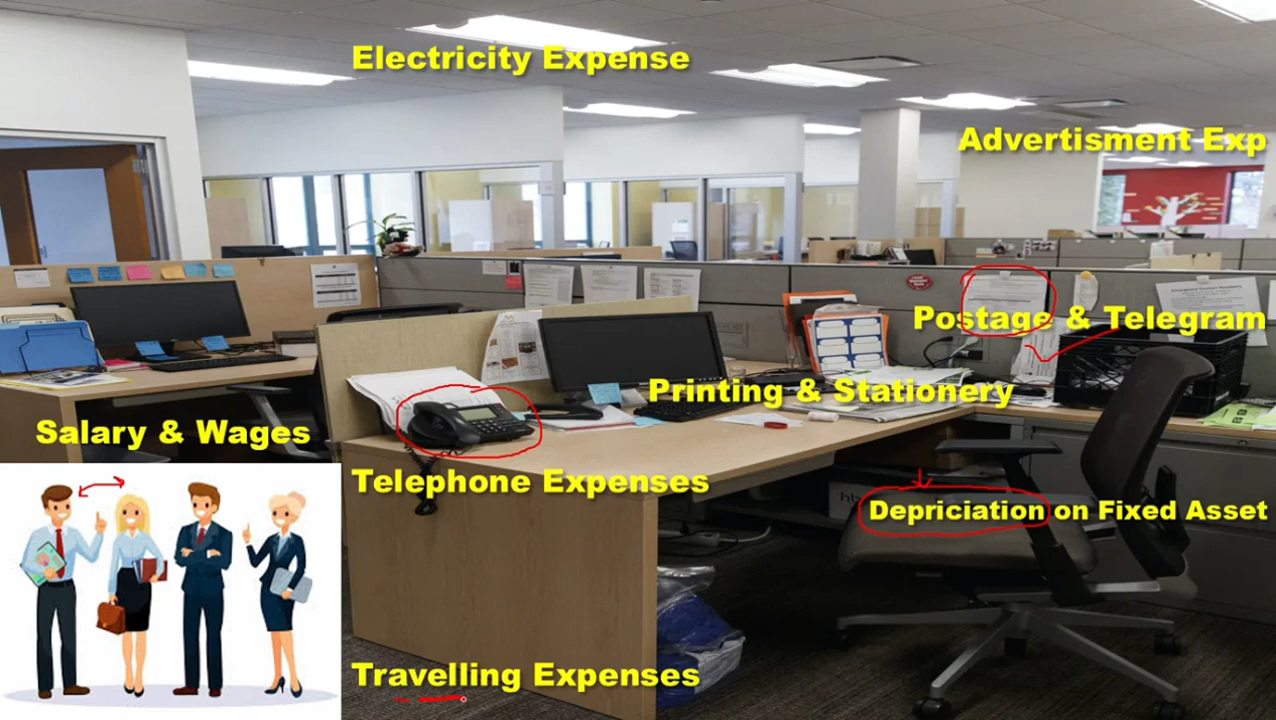 Electricity Expense
Advertisment Exp
Postage & Telegram
Printing & Stationery
Salary & Wages
Telephone Expenses
Depriciation on Fixed Asset
Travelling Expenses